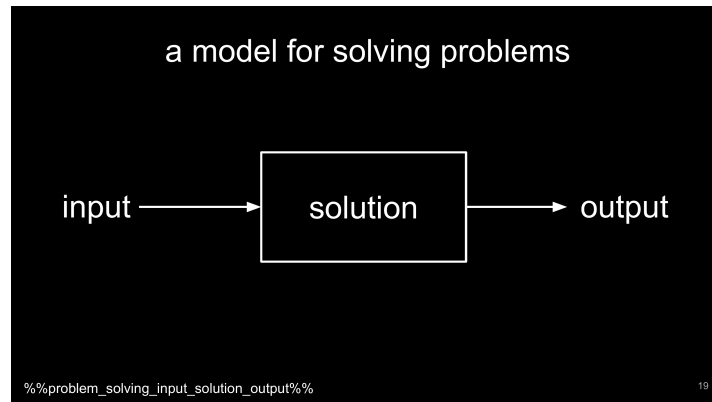 a model for solving problems
input
solution
output
%%problem_solving_input_solution_output%%
19